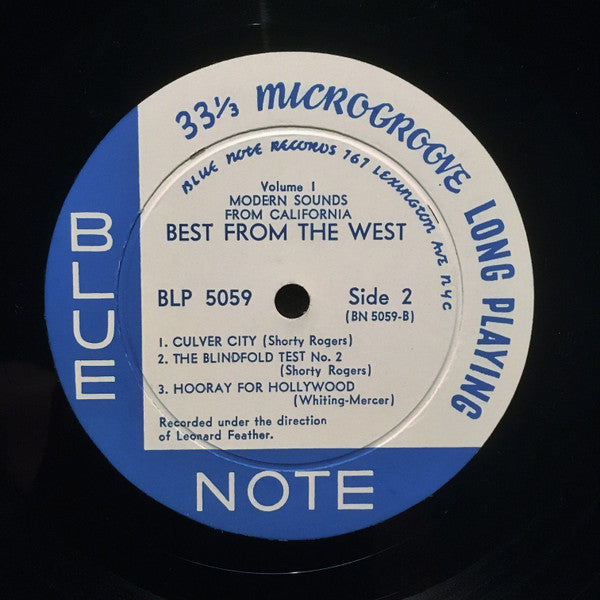 33⅓ MICROGROOVE LONG PLAYING
BLUE NOTE RECORDS 767 LEXINGTON AVE NYC
Volume 1
MODERN SOUNDS
FROM CALIFORNIA
BEST FROM THE WEST
BLP 5059 Side 2
(BN 5059-B)
1. CULVER CITY (Shorty Rogers)
2. THE BLINDFOLD TEST No. 2
(Shorty Rogers)
3. HOORAY FOR HOLLYWOOD
(Whiting-Mercer)
Recorded under the direction
of Leonard Feather.
BLUE
NOTE